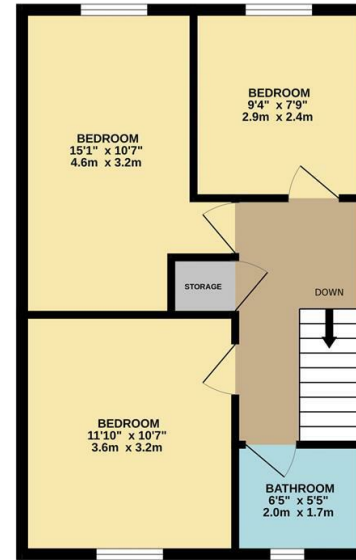 BEDROOM
9'4" x 7'9"
2.9m x 2.4m
BEDROOM
15'1" x 10'7"
4.6m x 3.2m
STORAGE
DOWN
BEDROOM
11'10" x 10'7"
3.6m x 3.2m
BATHROOM
6'5" x 5'5"
2.0m x 1.7m